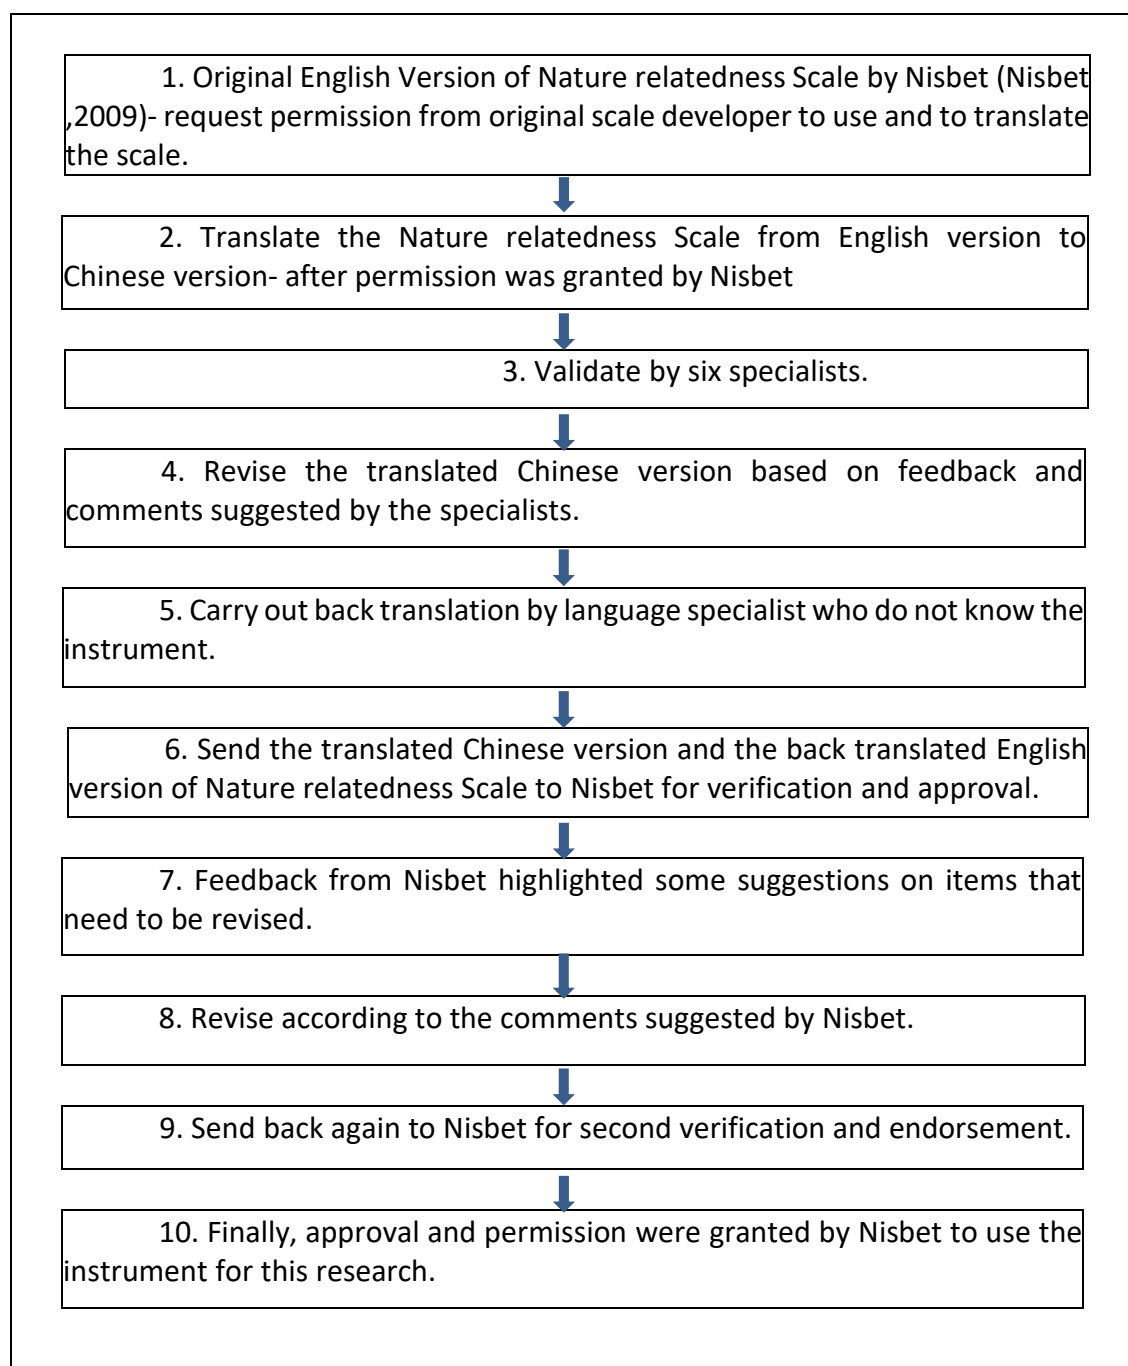 1. Original English Version of Nature relatedness Scale by Nisbet (Nisbet
,2009)- request permission from original scale developer to use and to translate
the scale.
2. Translate the Nature relatedness Scale from English version to
Chinese version- after permission was granted by Nisbet
3. Validate by six specialists.
4. Revise the translated Chinese version based on feedback and
comments suggested by the specialists.
5. Carry out back translation by language specialist who do not know the
instrument.
6. Send the translated Chinese version and the back translated English
version of Nature relatedness Scale to Nisbet for verification and approval.
7. Feedback from Nisbet highlighted some suggestions on items that
need to be revised.
8. Revise according to the comments suggested by Nisbet.
9. Send back again to Nisbet for second verification and endorsement.
10. Finally, approval and permission were granted by Nisbet to use the
instrument for this research.